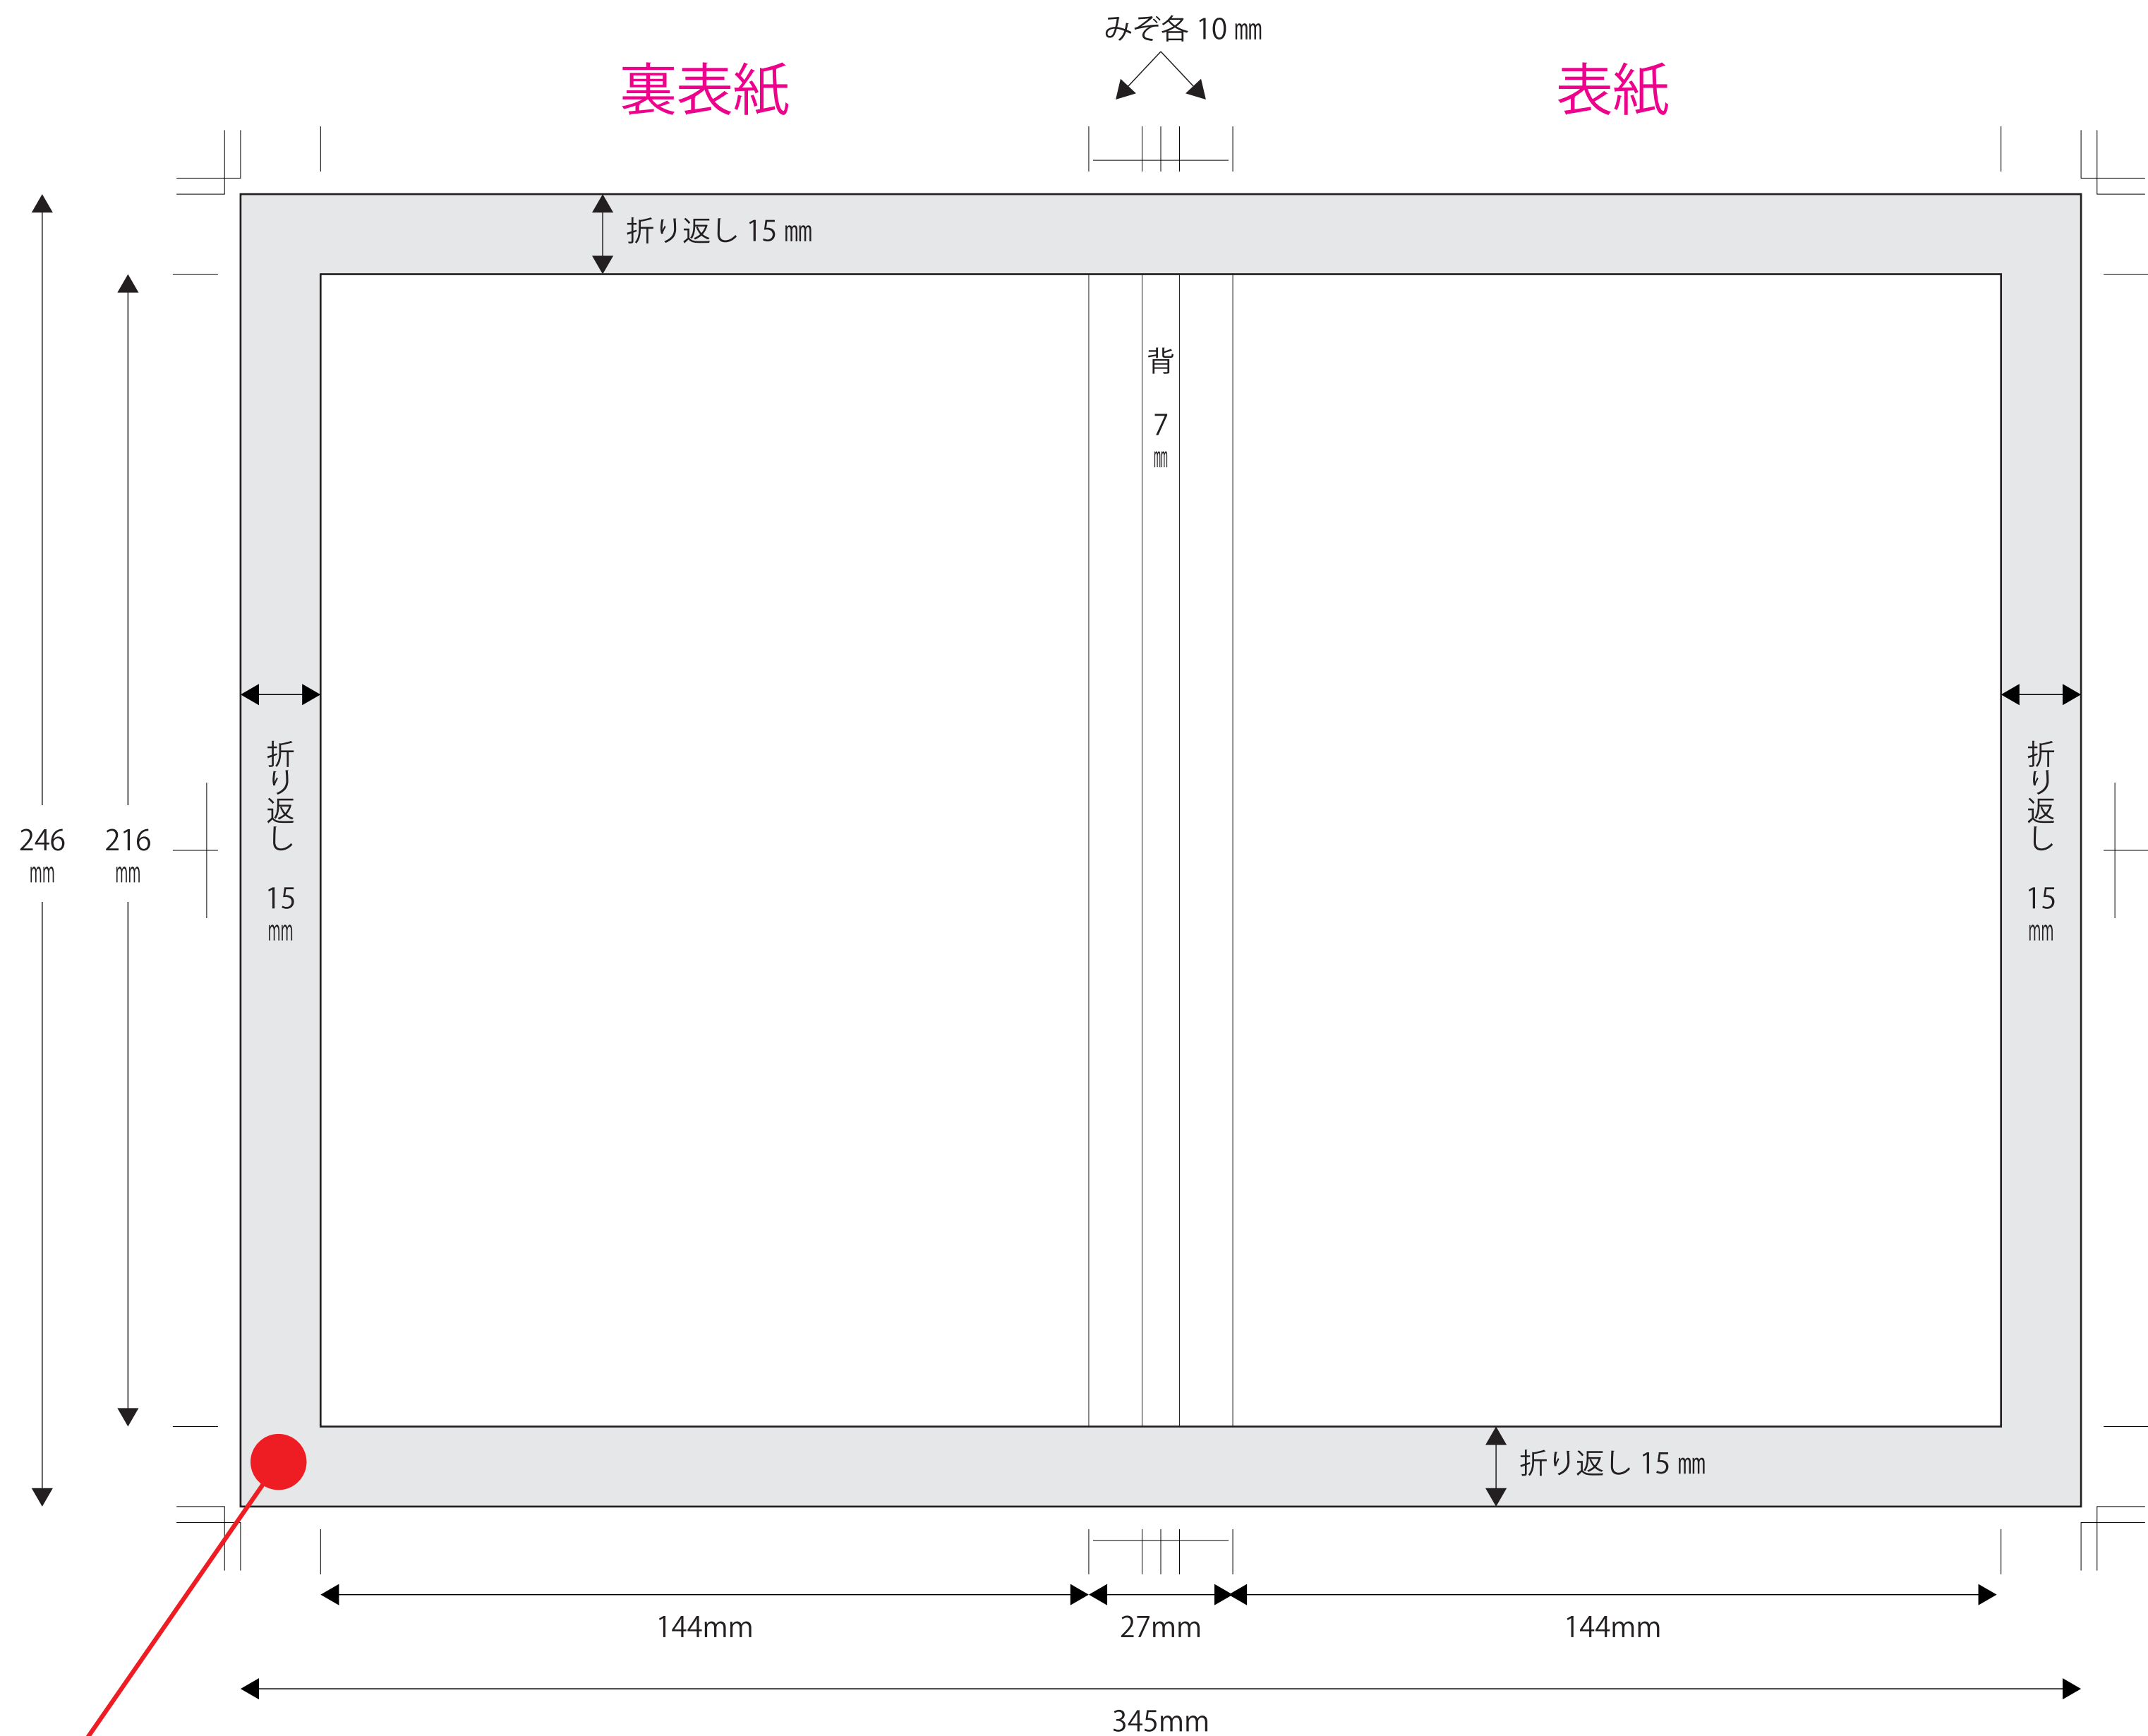 みぞ各 10 ㎜
裏表紙
表紙
折り返し 15 ㎜
背 7 ㎜
246 ㎜
216 ㎜
折り返し 15 ㎜
折り返し 15 ㎜
折り返し 15 ㎜
144mm
27mm
144mm
345mm